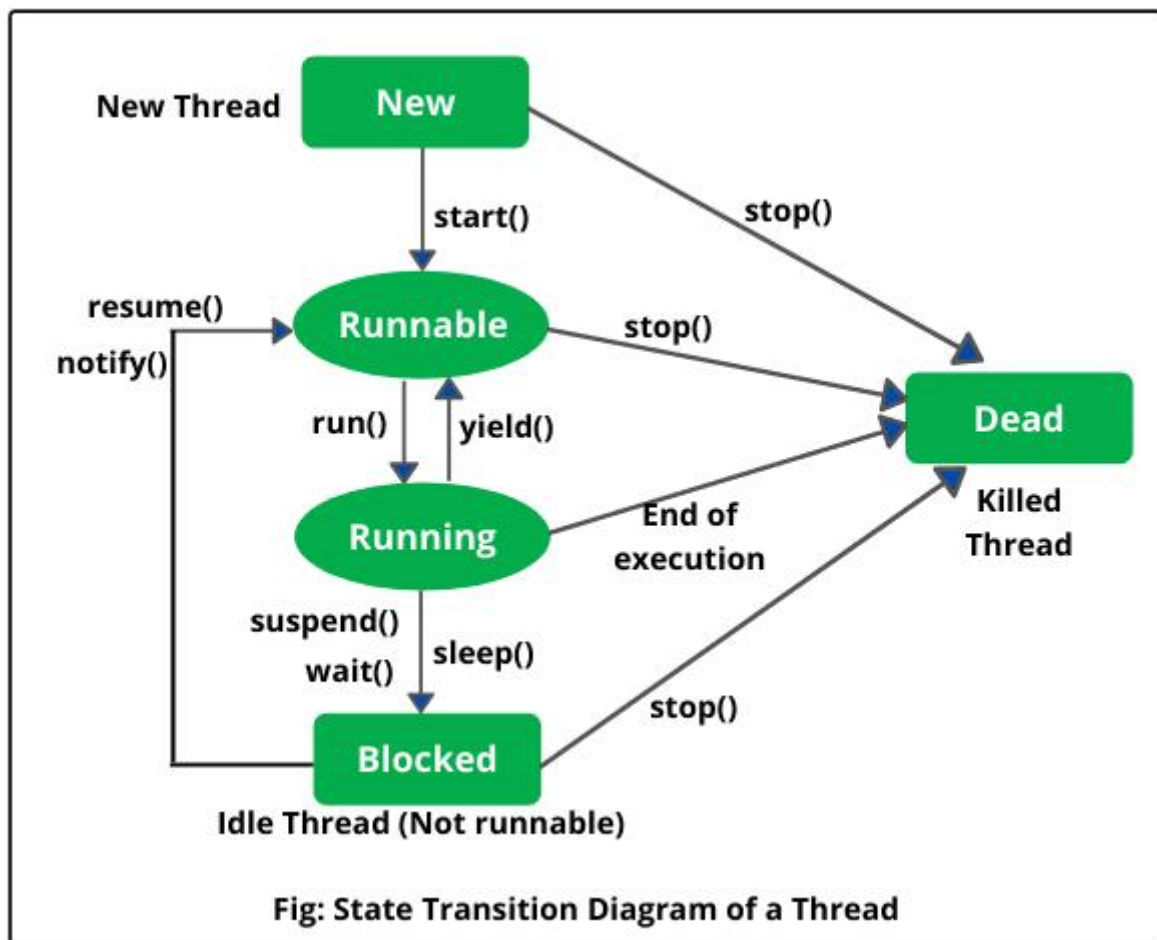 New Thread
New
start()
stop()
resume()
notify()
Runnable
stop()
run()
yield()
Dead
Killed
Thread
Running
End of
execution
suspend()
wait()
sleep()
stop()
Blocked
Idle Thread (Not runnable)
Fig: State Transition Diagram of a Thread